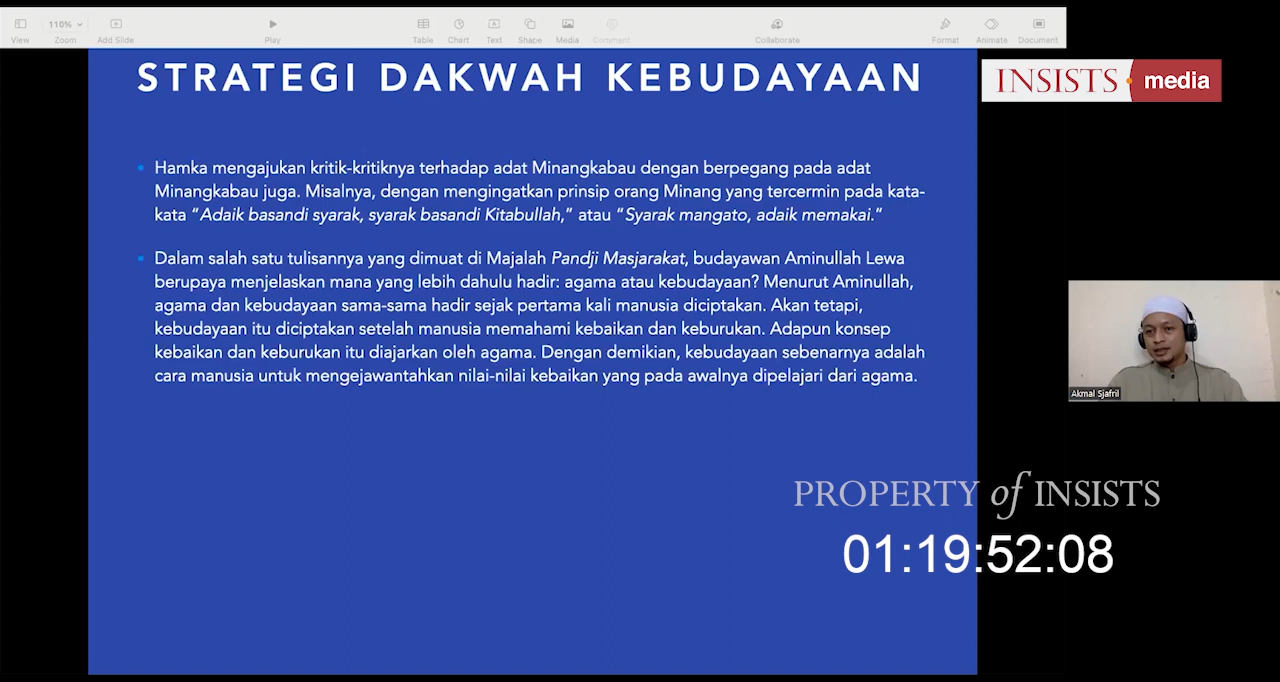 110%
View Zoom Add Slide Play Table Chart Text Shape Media Comment Collaborate Format Animate Document
STRATEGI DAKWAH KEBUDAYAAN
INSISTS media
Hamka mengajukan kritik-kritiknya terhadap adat Minangkabau dengan berpegang pada adat
Minangkabau juga. Misalnya, dengan mengingatkan prinsip orang Minang yang tercermin pada kata-
kata “Adaik basandi syarak, syarak basandi Kitabullah,” atau “Syarak mangato, adaik memakai.”
Dalam salah satu tulisannya yang dimuat di Majalah Pandji Masjarakat, budayawan Aminullah Lewa
berupaya menjelaskan mana yang lebih dahulu hadir: agama atau kebudayaan? Menurut Aminullah,
agama dan kebudayaan sama-sama hadir sejak pertama kali manusia diciptakan. Akan tetapi,
kebudayaan itu diciptakan setelah manusia memahami kebaikan dan keburukan. Adapun konsep
kebaikan dan keburukan itu diajarkan oleh agama. Dengan demikian, kebudayaan sebenarnya adalah
cara manusia untuk mengejawantahkan nilai-nilai kebaikan yang pada awalnya dipelajari dari agama.
Akmal Sjafril
PROPERTY of INSISTS
01:19:52:08